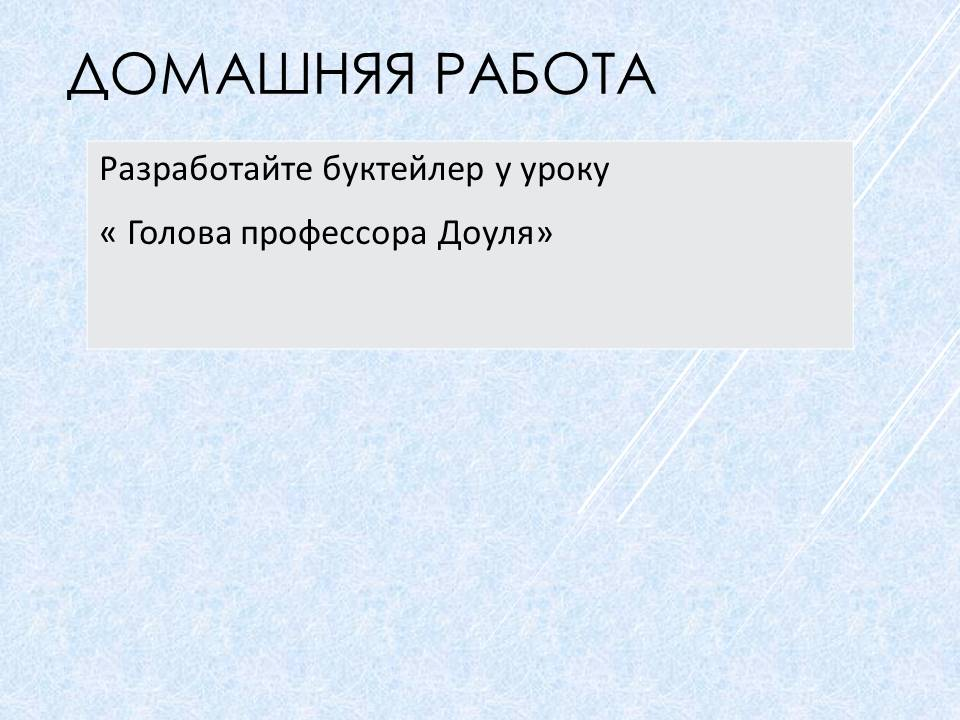 ДОМАШНЯЯ РАБОТА
Разработайте буктейлер у уроку
« Голова профессора Доуля»